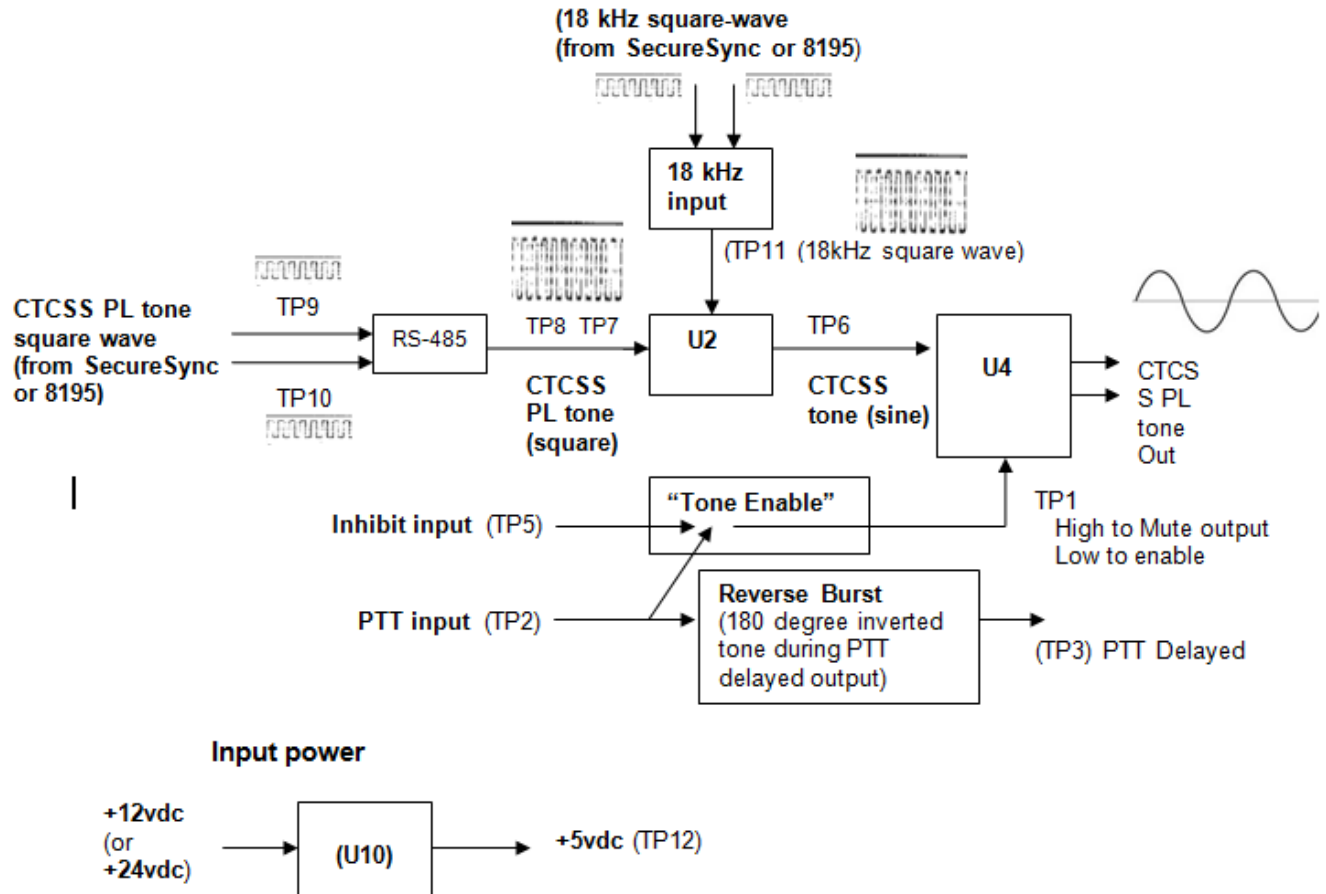 (18 kHz square-wave
(from SecureSync or 8195)
18 kHz
input
(TP11 (18kHz square wave)
TP9
CTCSS PL tone
square wave
(from SecureSync
or 8195)
TP10
RS-485
TP8 TP7
CTCSS
PL tone
(square)
U2
TP6
CTCSS
tone (sine)
U4
CTCS
S PL
tone
Out
"Tone Enable"
Inhibit input (TP5)
TP1
High to Mute output
Low to enable
PTT input (TP2)
Reverse Burst
(180 degree inverted
tone during PTT
delayed output)
(TP3) PTT Delayed
Input power
+12vdc
(or
+24vdc)
(U10)
+5vdc (TP12)